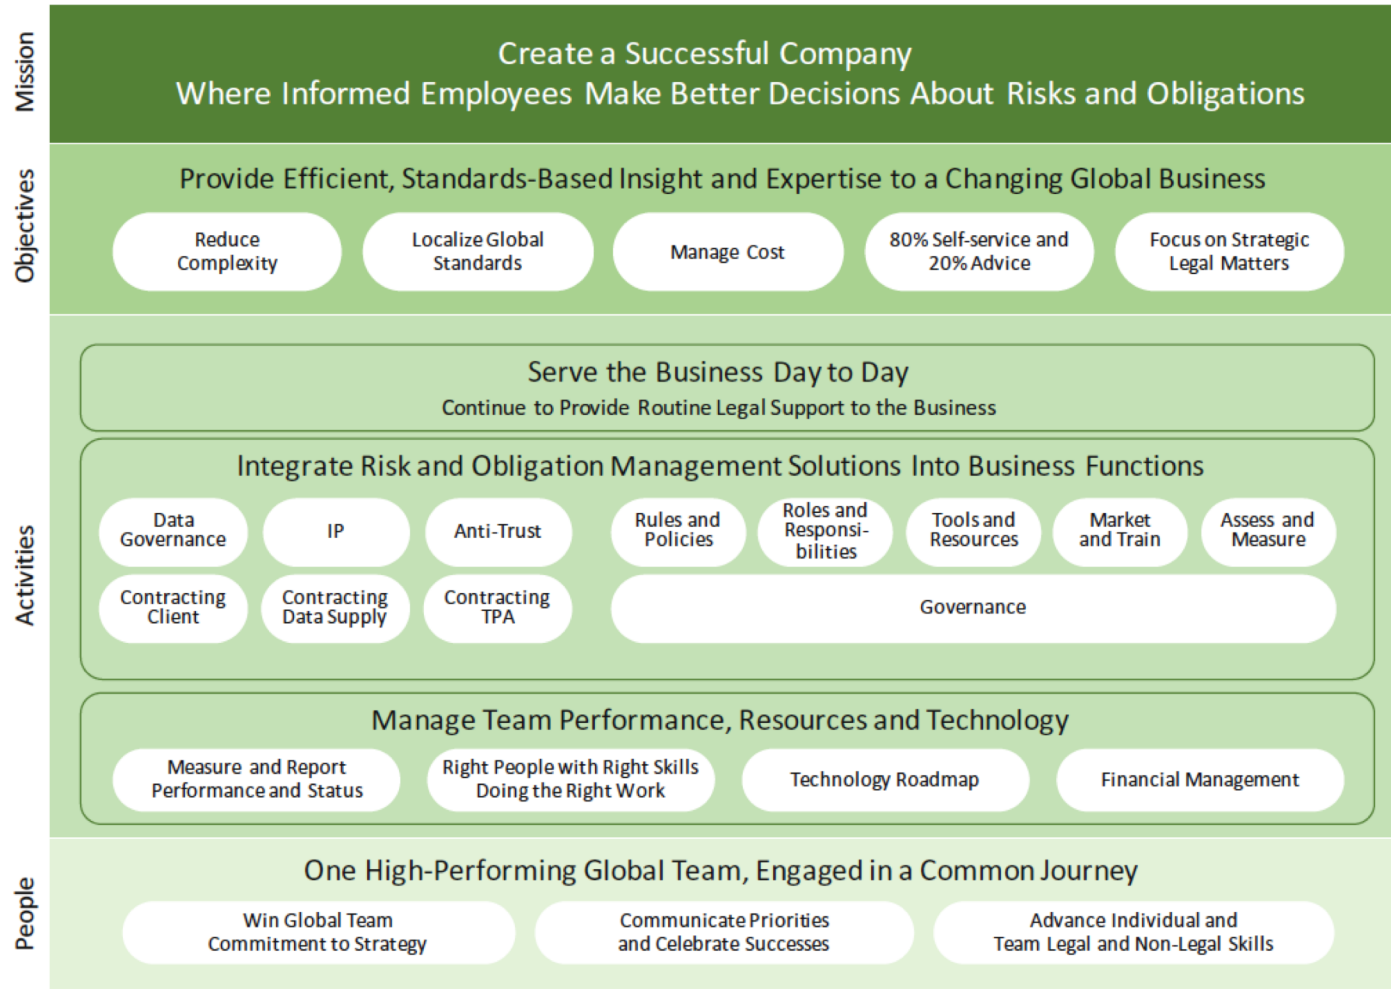 Mission
Create a Successful Company
Where Informed Employees Make Better Decisions About Risks and Obligations
Objectives
Provide Efficient, Standards-Based Insight and Expertise to a Changing Global Business
Reduce
Complexity
Localize Global
Standards
Manage Cost
80% Self-service and
20% Advice
Focus on Strategic
Legal Matters
Activities
Serve the Business Day to Day
Continue to Provide Routine Legal Support to the Business
Integrate Risk and Obligation Management Solutions Into Business Functions
Data
Governance
IP
Anti-Trust
Contracting
Client
Contracting
Data Supply
Contracting
TPA
Rules and
Policies
Roles and
Responsi-
bilities
Tools and
Resources
Market
and Train
Assess and
Measure
Governance
Manage Team Performance, Resources and Technology
Measure and Report
Performance and Status
Right People with Right Skills
Doing the Right Work
Technology Roadmap
Financial Management
People
One High-Performing Global Team, Engaged in a Common Journey
Win Global Team
Commitment to Strategy
Communicate Priorities
and Celebrate Successes
Advance Individual and
Team Legal and Non-Legal Skills